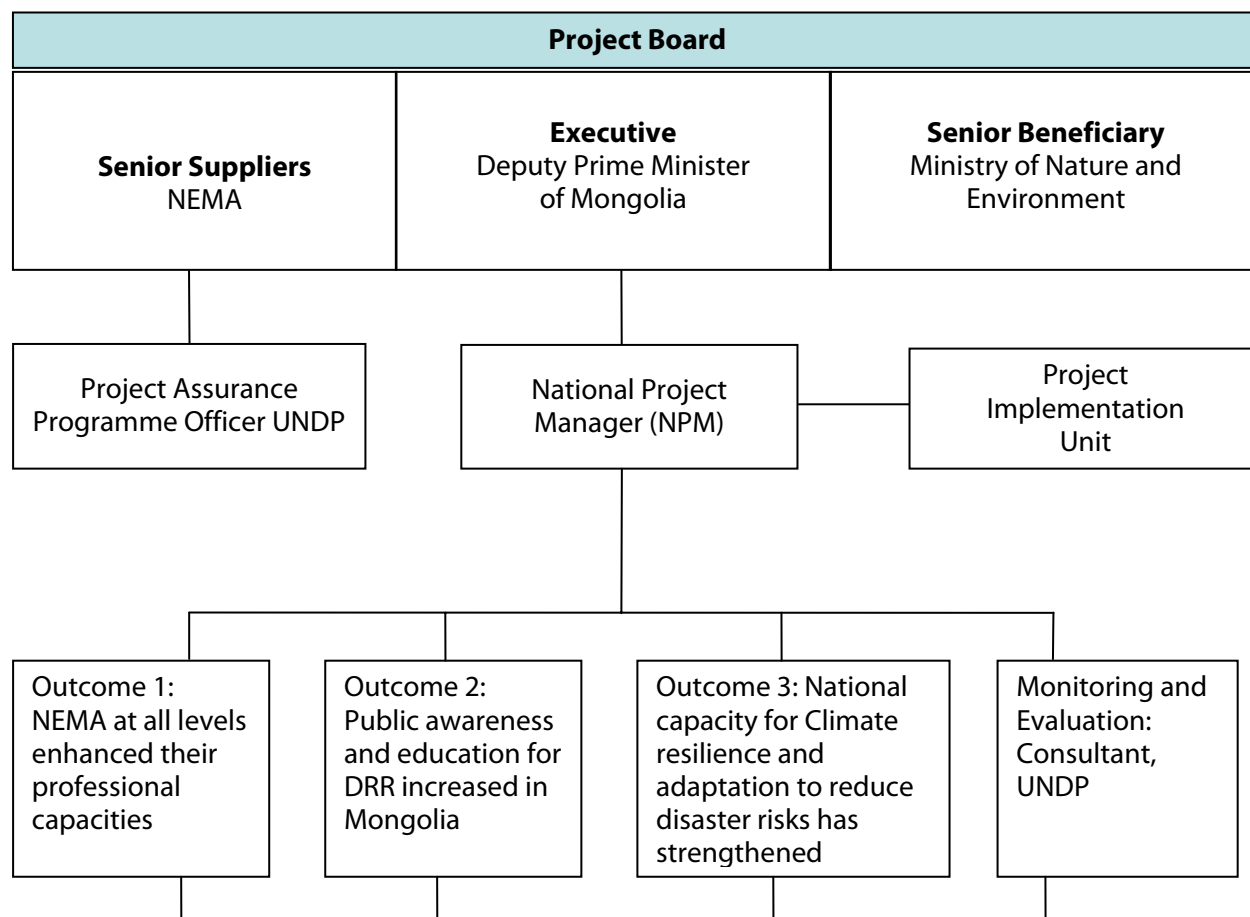 Project Board
Senior Suppliers
NEMA
Executive
Deputy Prime Minister
of Mongolia
Senior Beneficiary
Ministry of Nature and
Environment
Project Assurance
Programme Officer UNDP
National Project
Manager (NPM)
Project
Implementation
Unit
Outcome 1:
NEMA at all levels
enhanced their
professional
capacities
Outcome 2:
Public awareness
and education for
DRR increased in
Mongolia
Outcome 3: National
capacity for Climate
resilience and
adaptation to reduce
disaster risks has
strengthened
Monitoring and
Evaluation:
Consultant,
UNDP